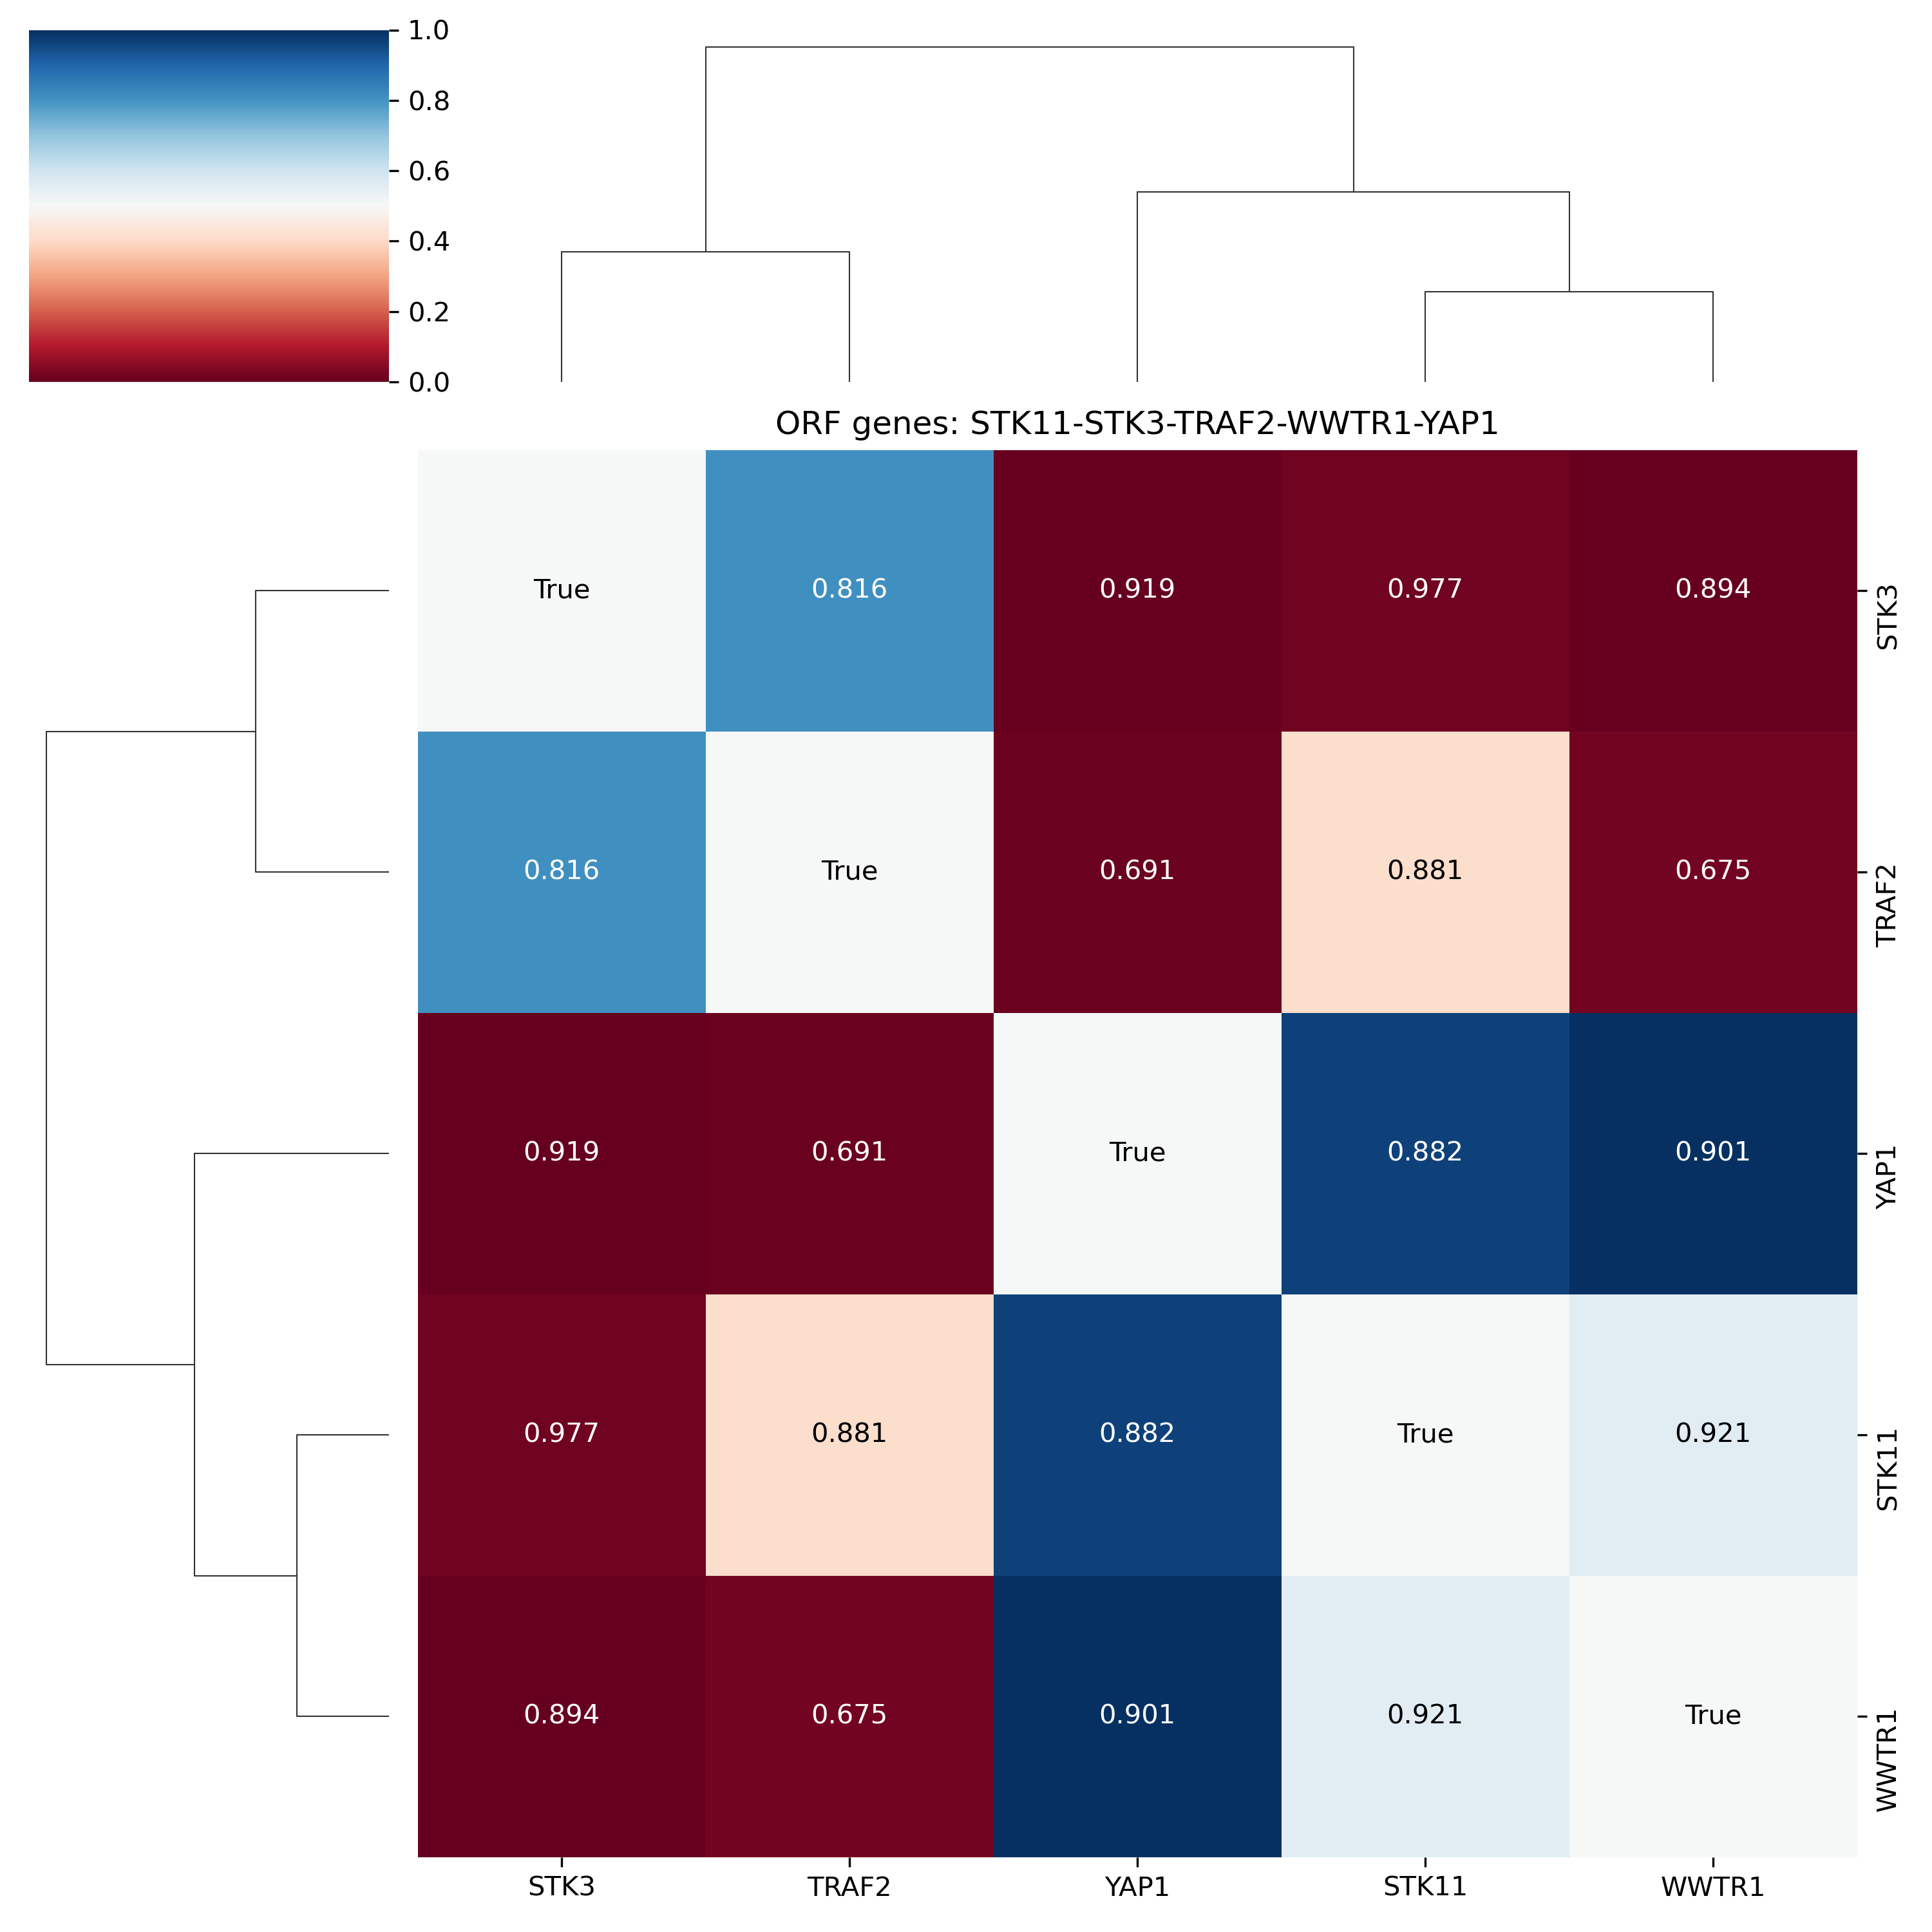 1.0
0.8
0.6
0.4
0.2
0.0
ORF genes: STK11-STK3-TRAF2-WWTR1-YAP1
True 0.816 0.919 0.977 0.894 STK3
0.816 True 0.691 0.881 0.675 TRAF2
0.919 0.691 True 0.882 0.901 YAP1
0.977 0.881 0.882 True 0.921 STK11
0.894 0.675 0.901 0.921 True WWTR1
STK3 TRAF2 YAP1 STK11 WWTR1